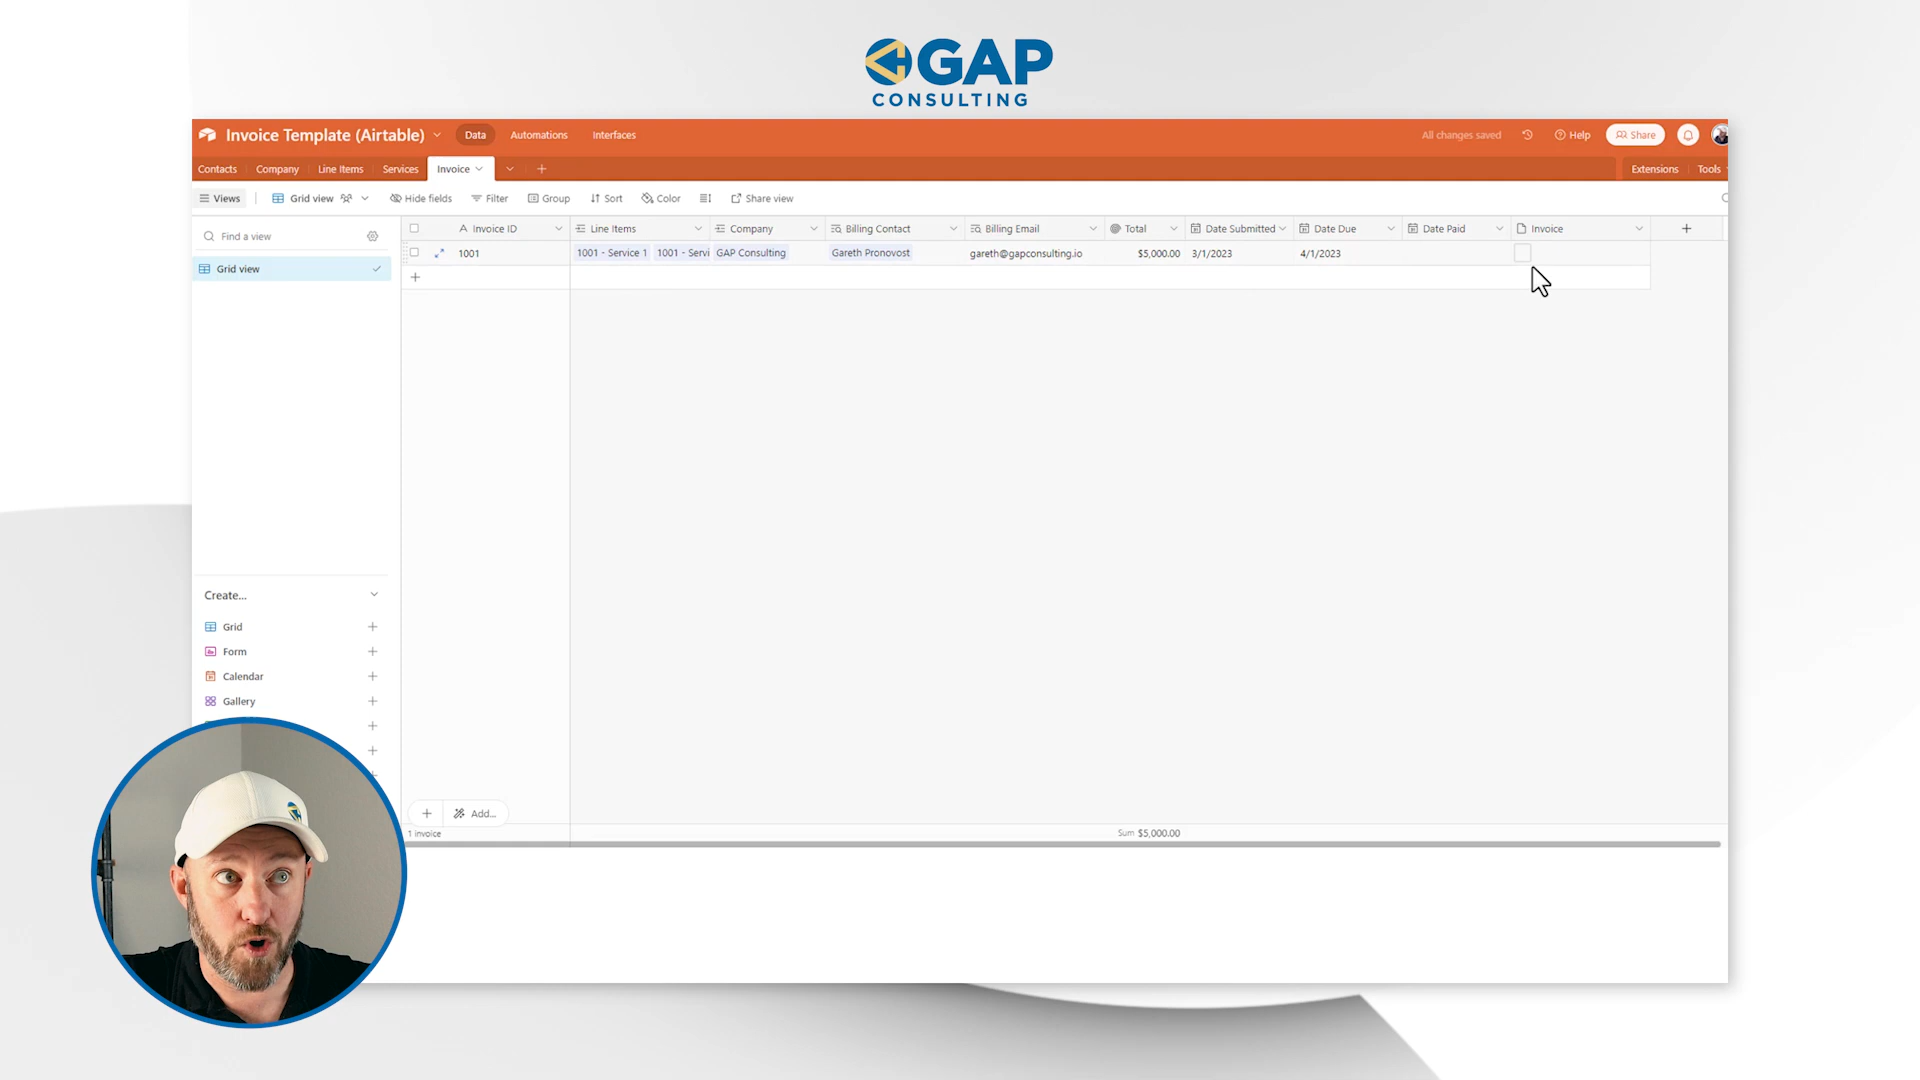 GAP
CONSULTING
Invoice Template (Airtable) Data Automations Interfaces All changes saved Help Share
Contacts Company Line Items Services Invoice Extensions Tools
Views Grid view Hide fields Filter Group Sort Color Share view
Find a view
Grid view
Invoice ID Line Items Company Billing Contact Billing Email Total Date Submitted Date Due Date Paid Invoice
1001 1001 - Service 1 1001 - Servi GAP Consulting Gareth Pronovost gareth@gapconsulting.io $5,000.00 3/1/2023 4/1/2023
Create...
Grid
Form
Calendar
Gallery
Add...
1 invoice Sum $5,000.00